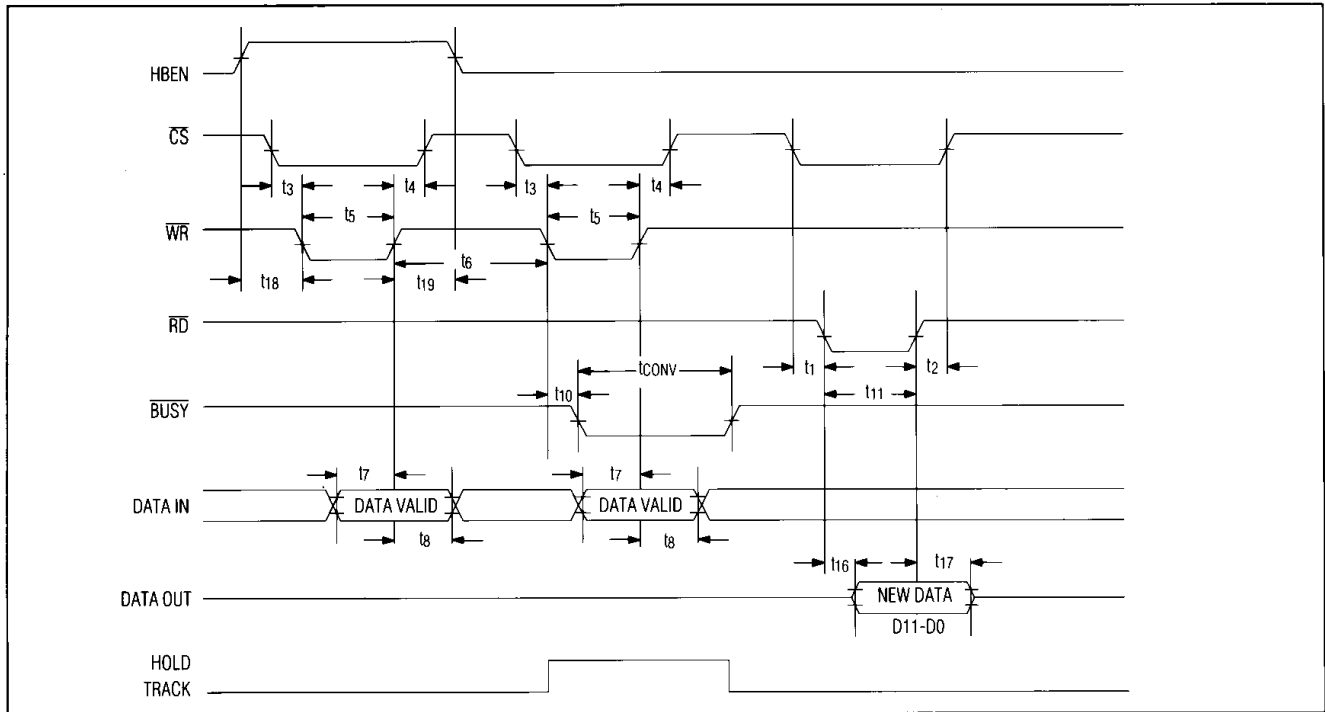 HBEN
CS
t3 t4 t3 t4
t5 t5
WR
t6
t18 t19
RD
tCONV t1 t2
t10 t11
BUSY
t7 t7
DATA IN DATA VALID DATA VALID
t8 t8
t16 t17
DATA OUT NEW DATA
D11-D0
HOLD
TRACK